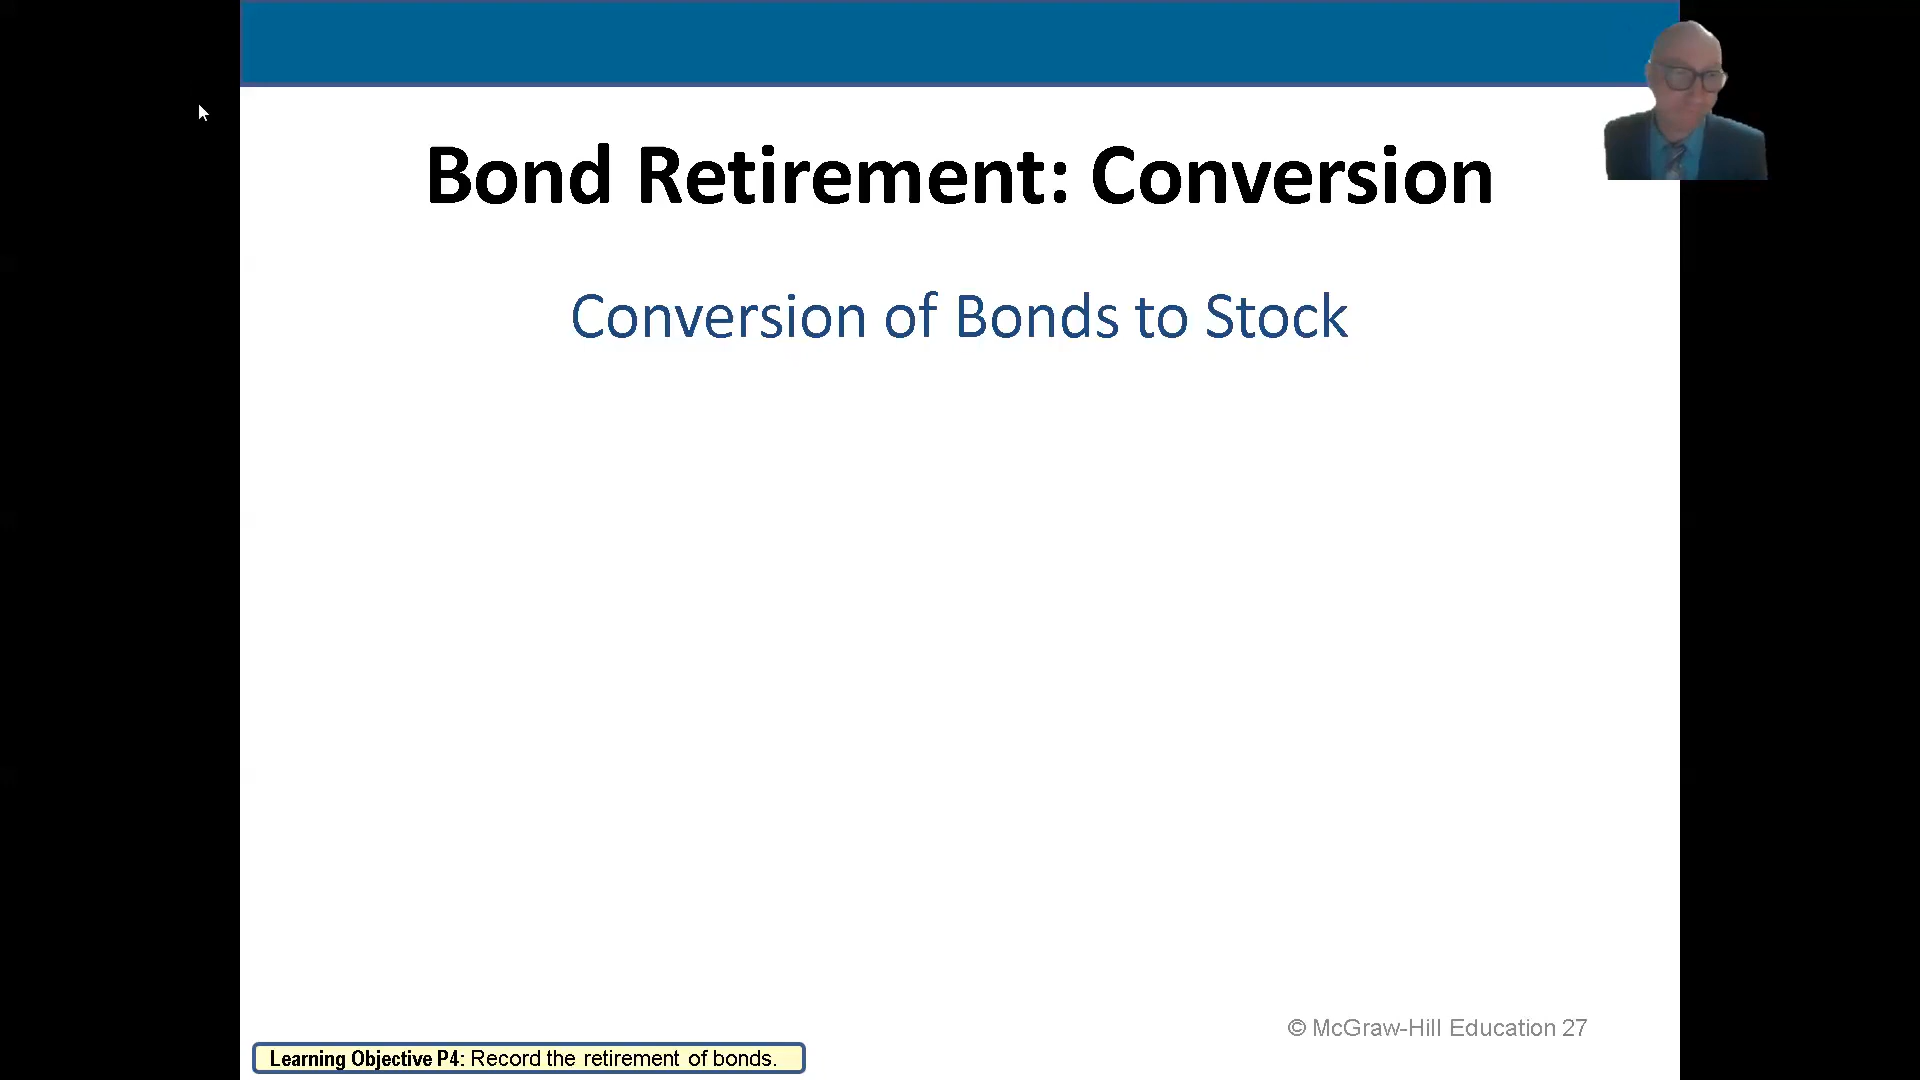 Bond Retirement: Conversion
Conversion of Bonds to Stock
© McGraw-Hill Education 27
Learning Objective P4: Record the retirement of bonds.